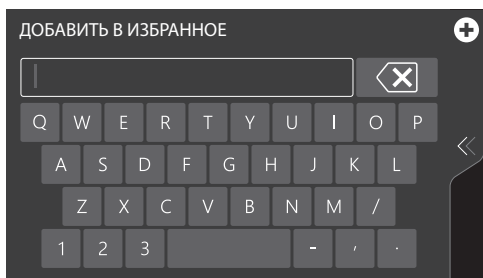 ДОБАВИТЬ В ИЗБРАННОЕ
Q W E R T Y U I O P
A S D F G H J K L
Z X C V B N M /
1 2 3 - , .